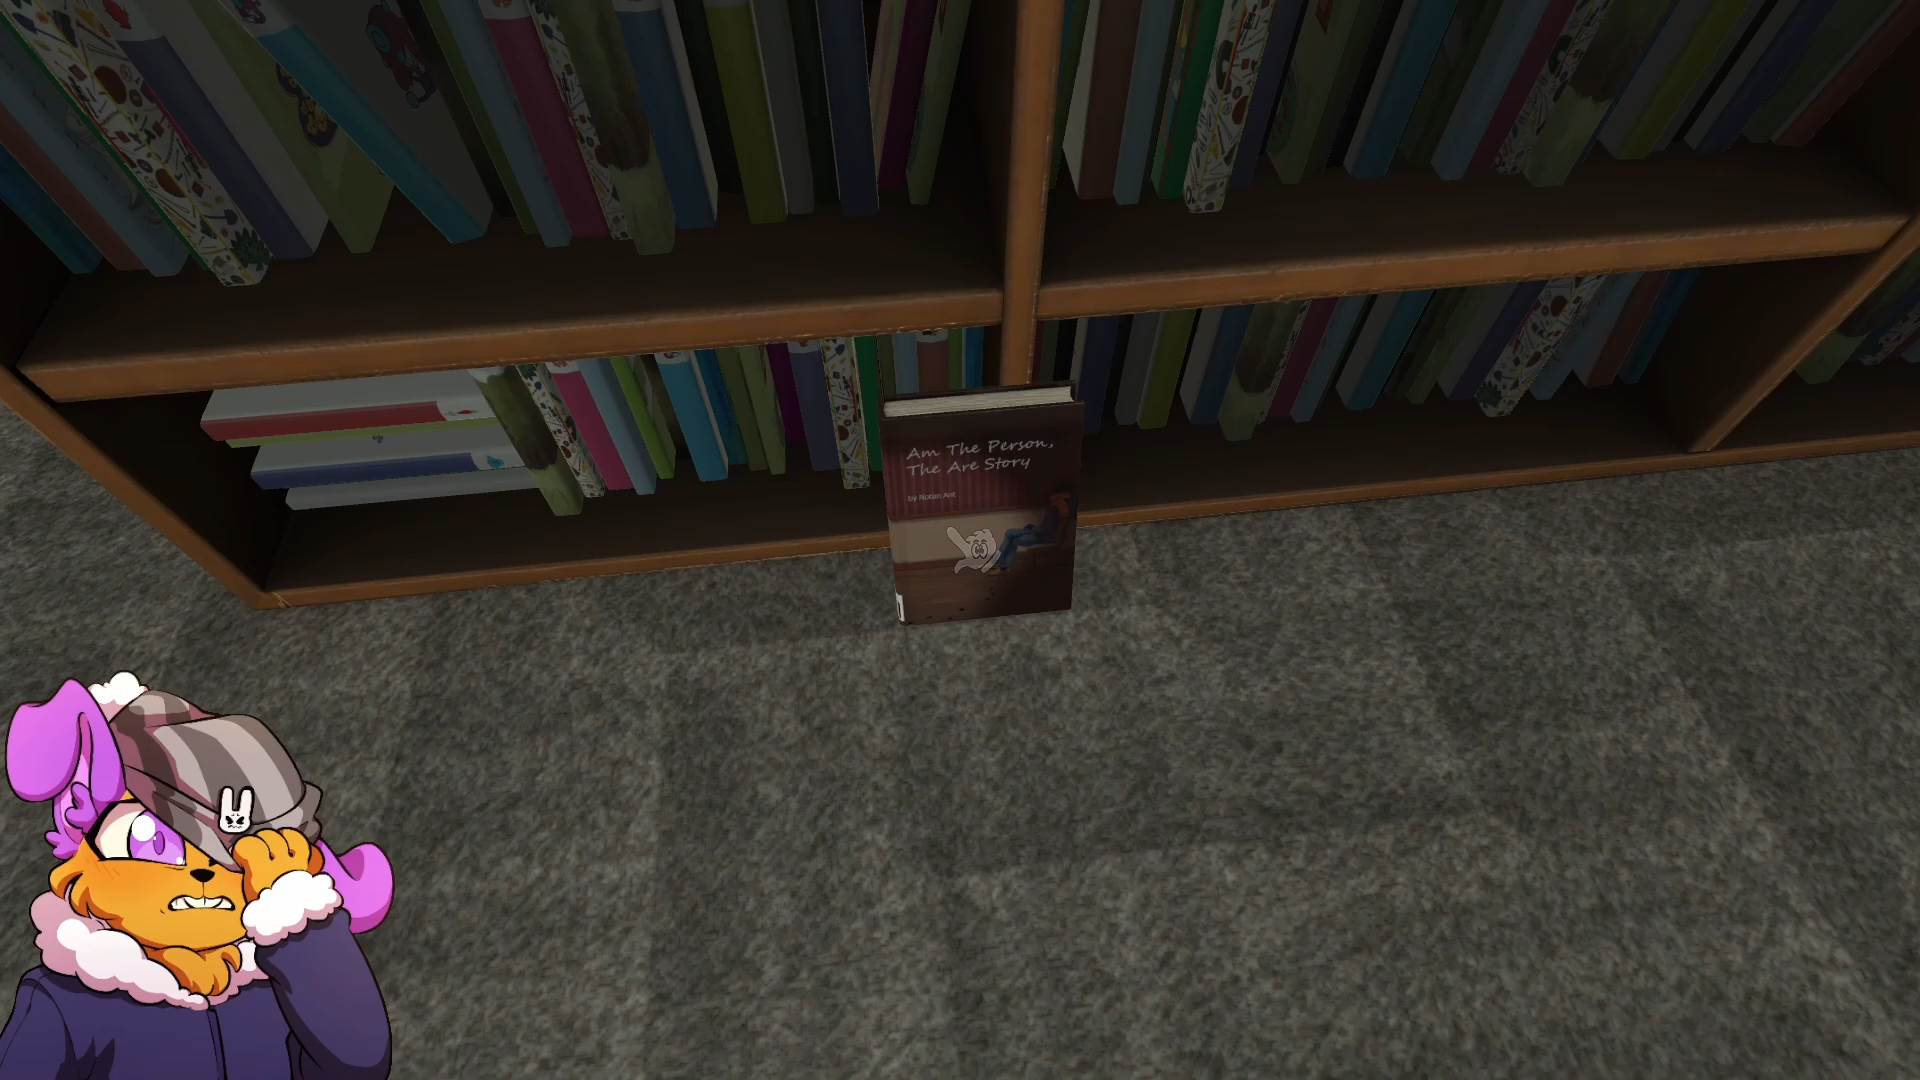 Am The Person,
The Are Story
by Notan Ant